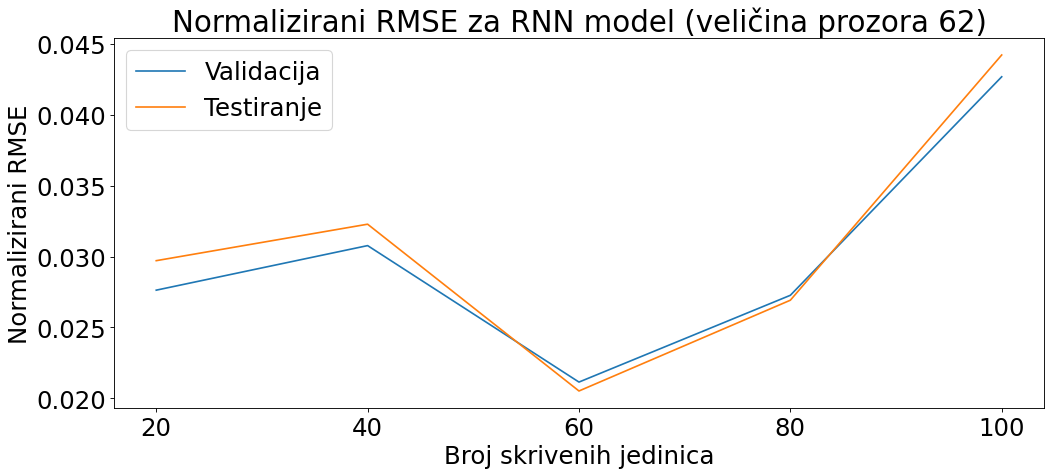 Normalizirani RMSE za RNN model (veličina prozora 62)
0.045
0.040
0.035
0.030
0.025
0.020
Normalizirani RMSE
Validacija
Testiranje
20 40 60 80 100
Broj skrivenih jedinica